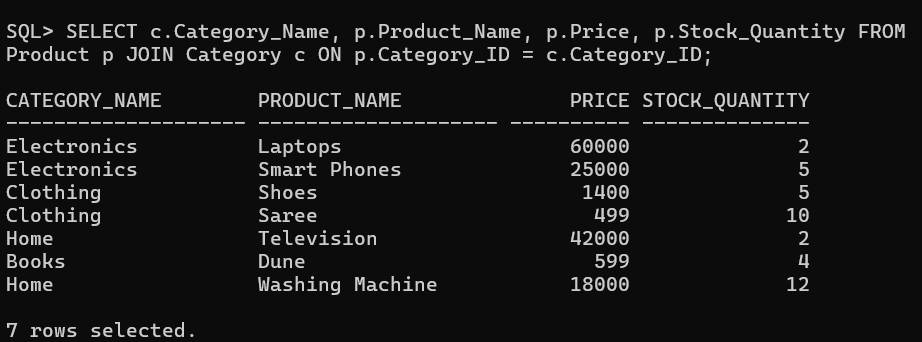 SQL> SELECT c.Category_Name, p.Product_Name, p.Price, p.Stock_Quantity FROM
Product p JOIN Category c ON p.Category_ID = c.Category_ID;

CATEGORY_NAME        PRODUCT_NAME              PRICE STOCK_QUANTITY
-------------------- -------------------- ---------- --------------
Electronics          Laptops                   60000              2
Electronics          Smart Phones              25000              5
Clothing             Shoes                      1400              5
Clothing             Saree                       499             10
Home                 Television                42000              2
Books                Dune                        599              4
Home                 Washing Machine           18000             12

7 rows selected.